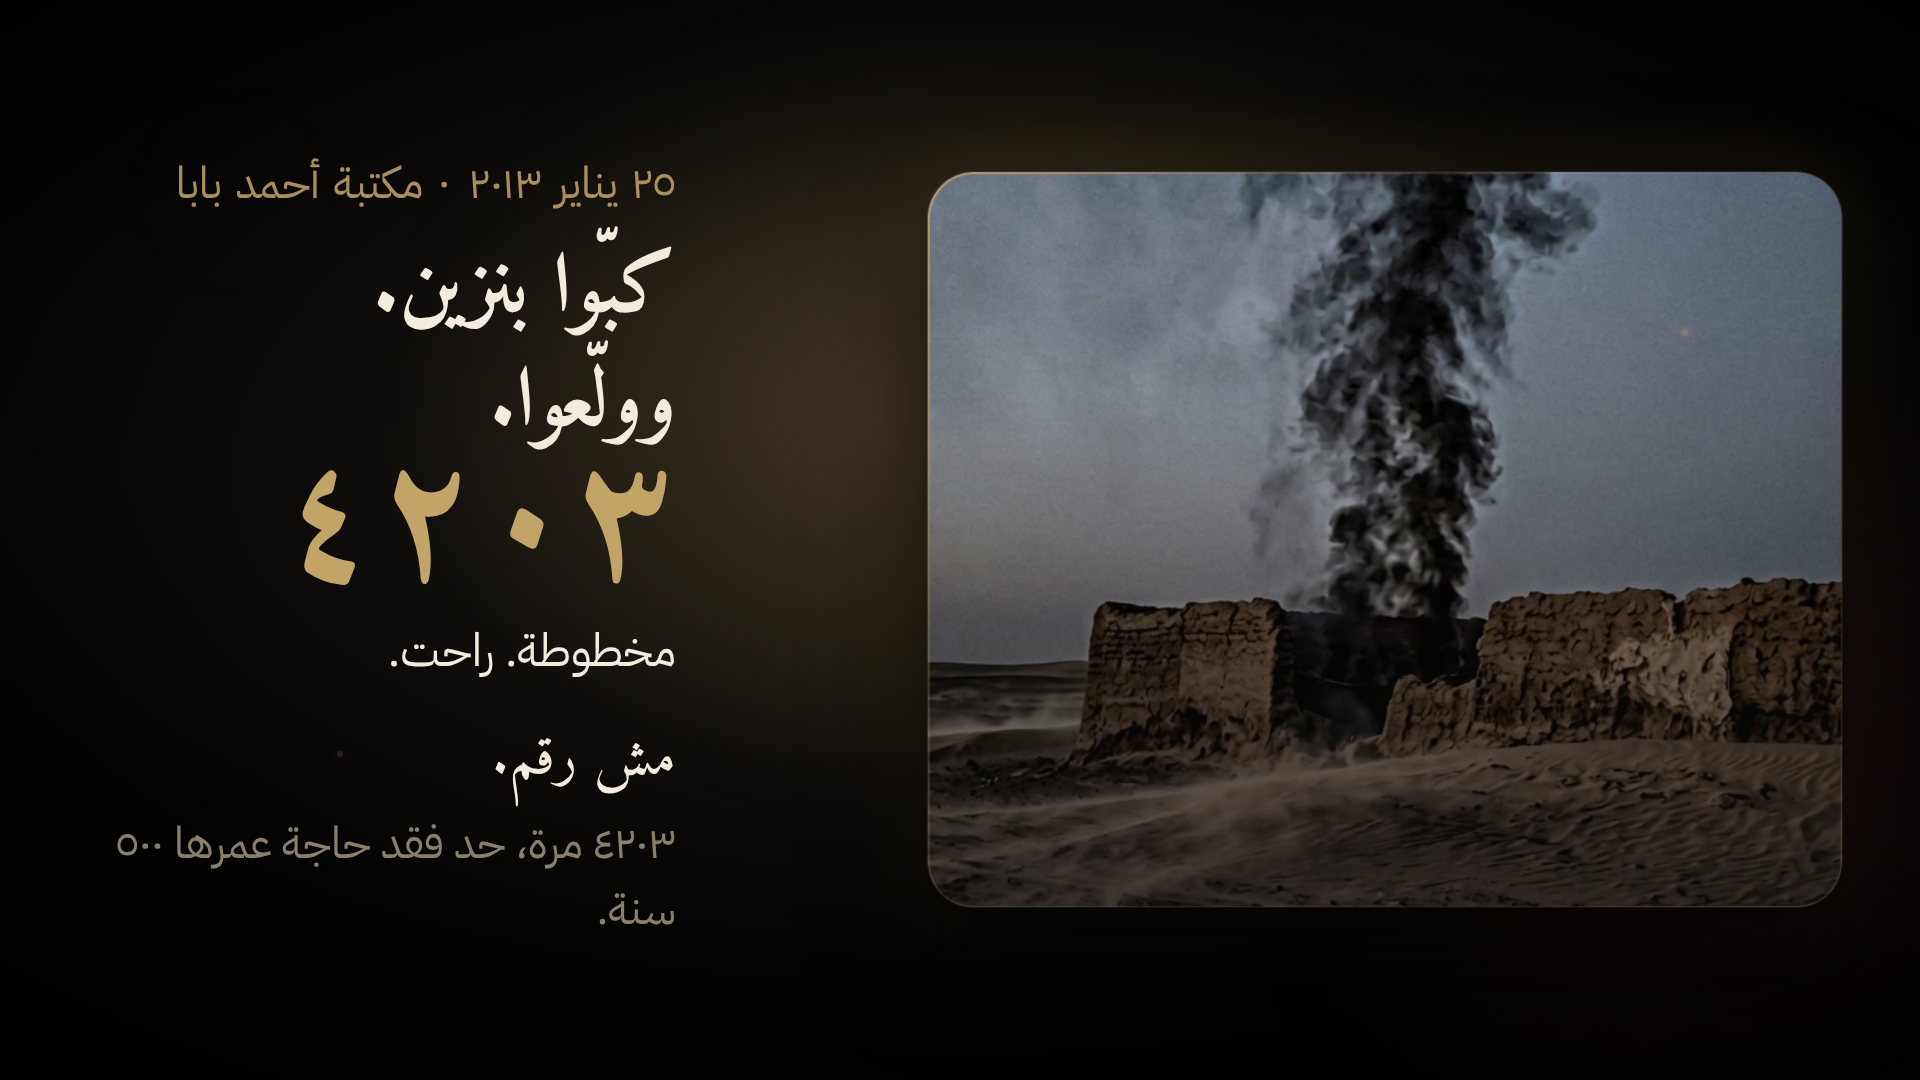 ٢٥ يناير ٢٠١٣ · مكتبة أحمد بابا
كبّوا بنزين.
وولّعوا.
٤٢٠٣
مخطوطة. راحت.
مش رقم.
٤٢٠٣ مرة، حد فقد حاجة عمرها ٥٠٠
سنة.